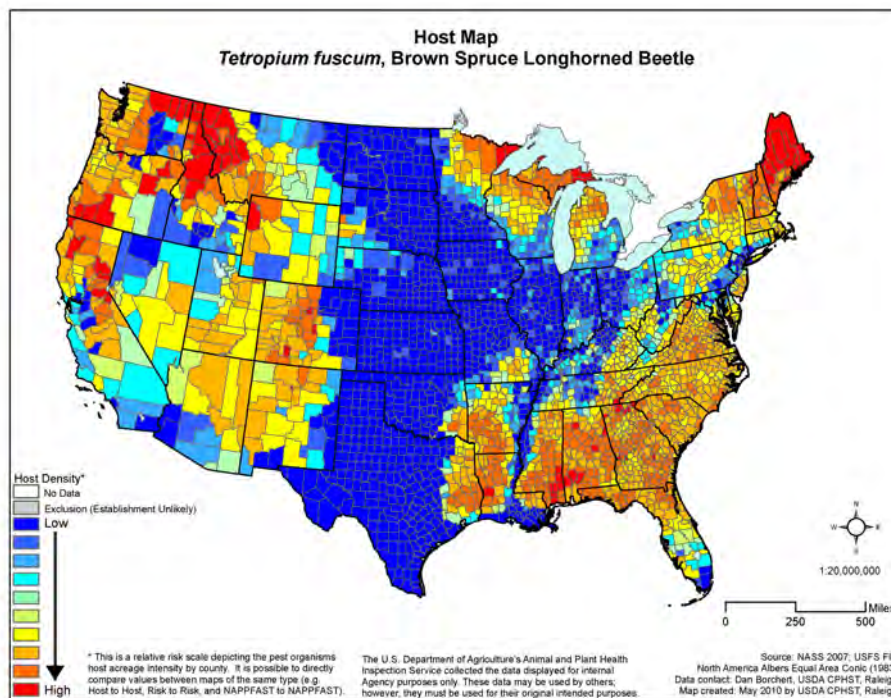 Host Map
Tetropium fuscum, Brown Spruce Longhorned Beetle
Host Density*
No Data
Exclusion (Establishment Unlikely)
Low
High
N
W
E
S
1:20,000,000
Miles
0 250 500
* This is a relative risk scale depicting the pest organisms
host acreage intensity by county. It is possible to directly
compare values between maps of the same type (e.g.
Host to Host, Risk to Risk, and NAPPFAST to NAPPFAST).
The U.S. Department of Agriculture's Animal and Plant Health
Inspection Service collected the data displayed for internal
Agency purposes only. These data may be used by others;
however, they must be used for their original intended purposes.
Source: NASS 2007; USFS FI
North America Albers Equal Area Conic (1983
Data contact: Dan Borchert, USDA CPHST, Ralei
Map created: May 2010 by USDA CPHST, Rale